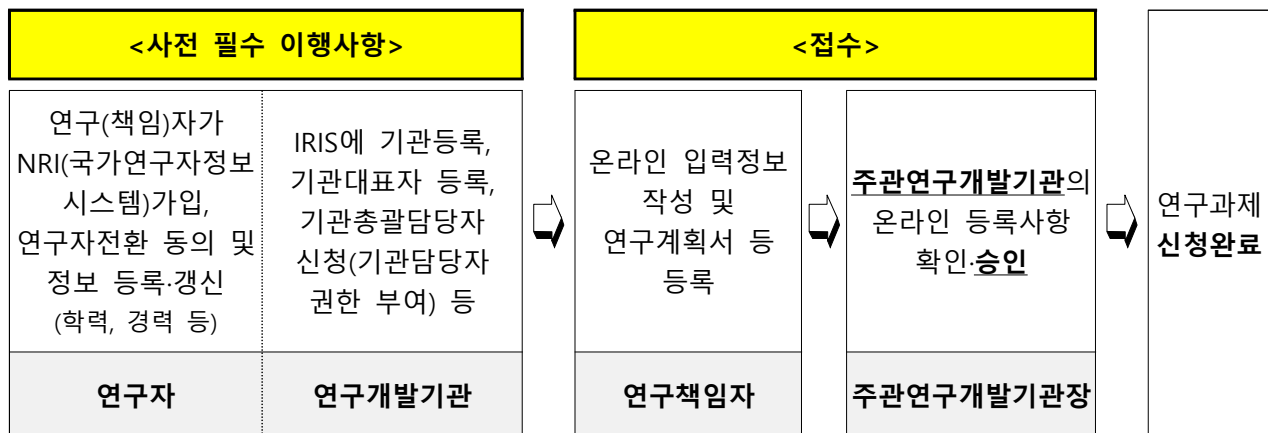 <사전 필수 이행사항>
<접수>
연구(책임)자가
NRI(국가연구자정보
시스템)가입,
연구자전환 동의 및
정보 등록·갱신
(학력, 경력 등)
IRIS에 기관등록,
기관대표자 등록,
기관총괄담당자
신청(기관담당자
권한 부여) 등
온라인 입력정보
작성 및
연구계획서 등
등록
주관연구개발기관의
온라인 등록사항
확인·승인
연구과제
신청완료
연구자
연구개발기관
연구책임자
주관연구개발기관장